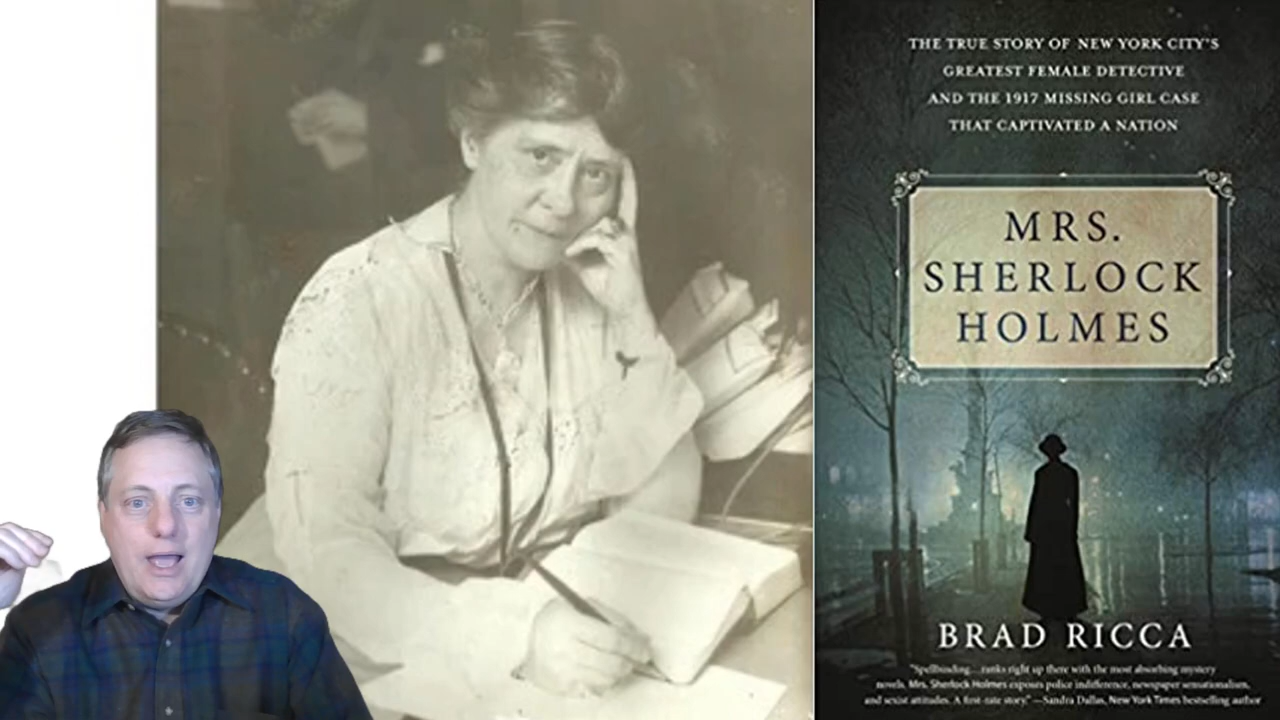 THE TRUE STORY OF NEW YORK CITY'S
GREATEST FEMALE DETECTIVE
AND THE 1917 MISSING GIRL CASE
THAT CAPTIVATED A NATION
MRS.
SHERLOCK
HOLMES
BRAD RICCA
"Spellbinding... ranks right up there with the most absorbing mystery
novels. Mrs. Sherlock Holmes exposes police indifference, newspaper sensationalism,
and sexist attitudes. A first-rate story." —Sandra Dallas, New York Times bestselling author